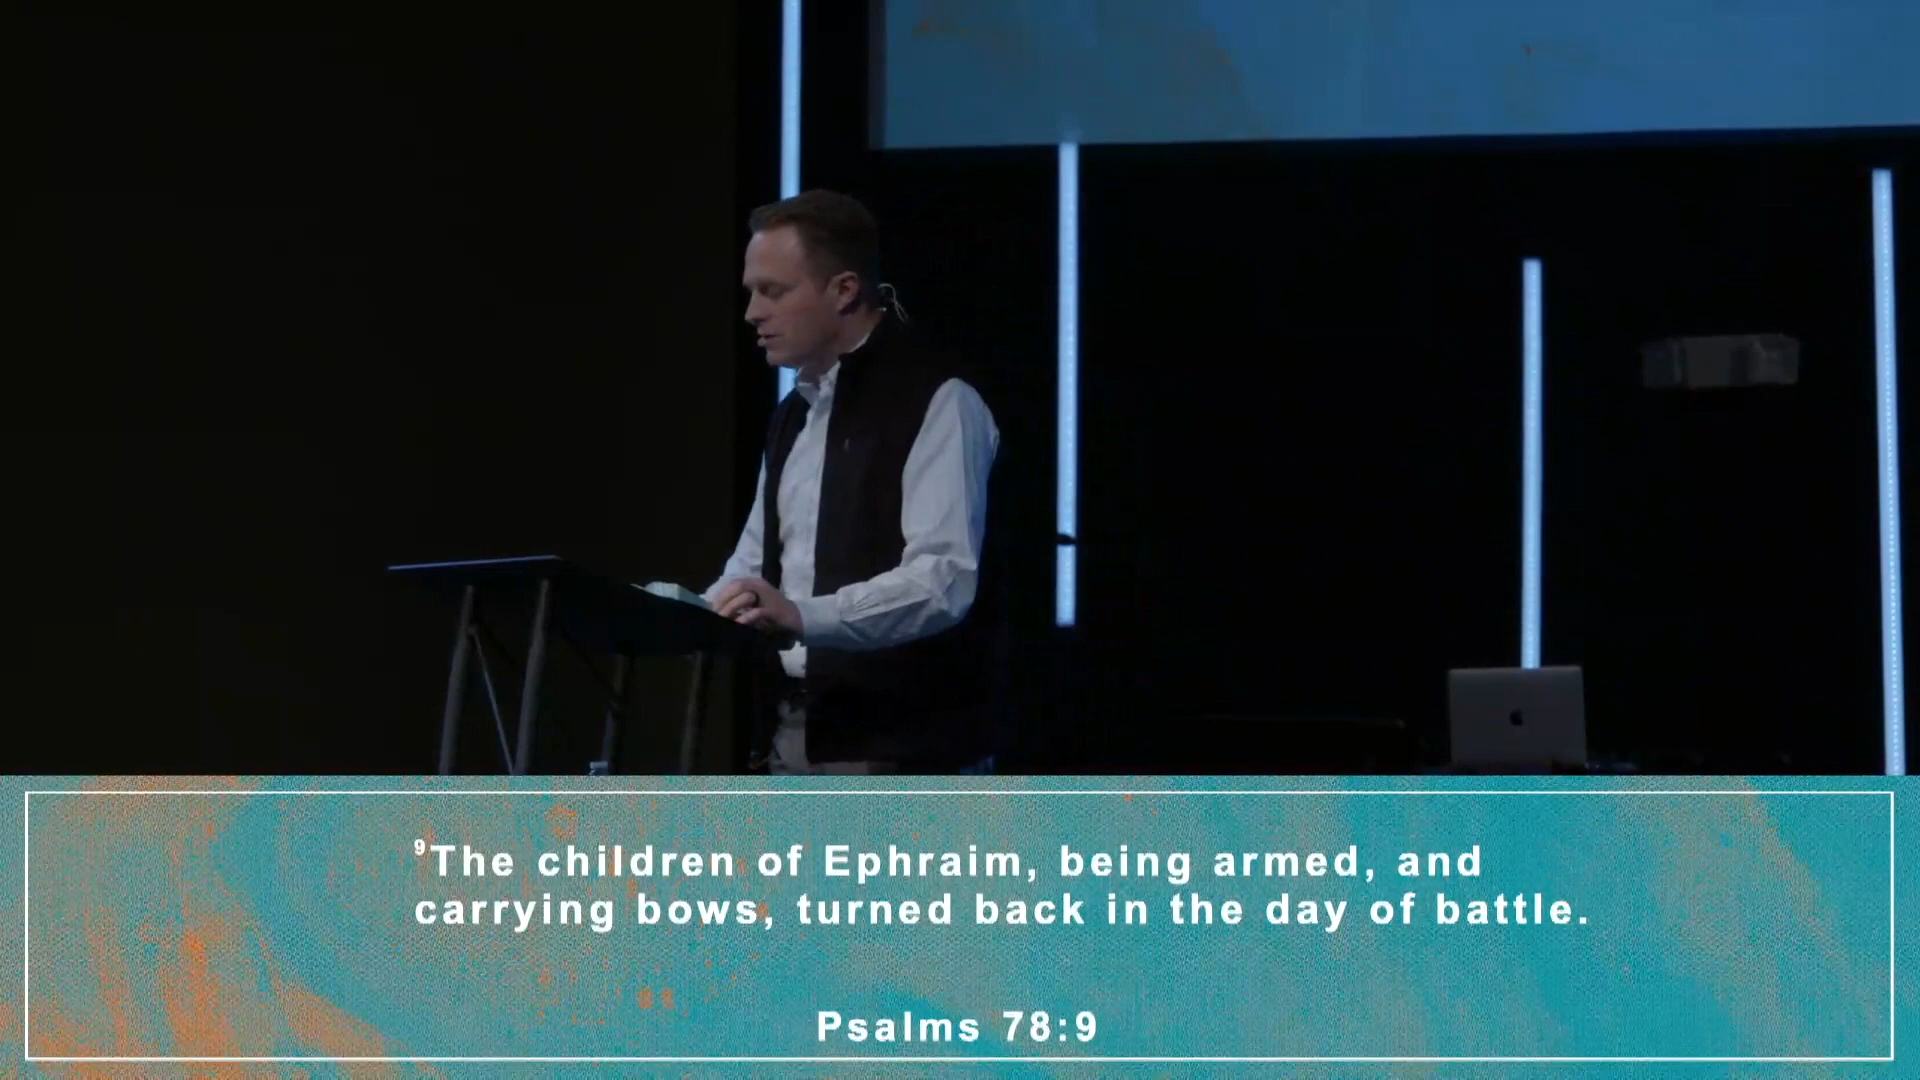 ⁹The children of Ephraim, being armed, and
carrying bows, turned back in the day of battle.
Psalms 78:9